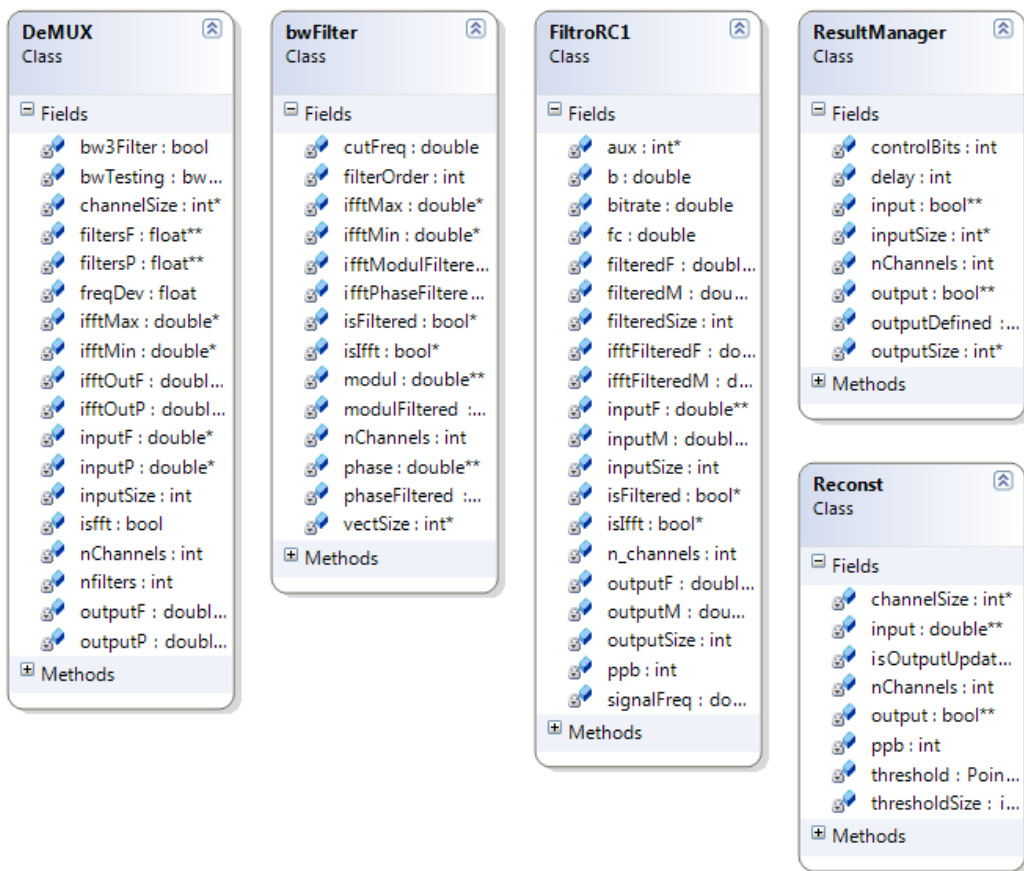 DeMUX
Class
Fields
bw3Filter : bool
bwTesting : bw...
channelSize : int*
filtersF : float**
filtersP : float**
freqDev : float
ifftMax : double*
ifftMin : double*
ifftOutF : doubl...
ifftOutP : doubl...
inputF : double*
inputP : double*
inputSize : int
isfft : bool
nChannels : int
nfilters : int
outputF : doubl...
outputP : doubl...
Methods
bwFilter
Class
Fields
cutFreq : double
filterOrder : int
ifftMax : double*
ifftMin : double*
ifftModulFiltere...
ifftPhaseFiltere...
isFiltered : bool*
isIfft : bool*
modul : double**
modulFiltered :...
nChannels : int
phase : double**
phaseFiltered :...
vectSize : int*
Methods
FiltroRC1
Class
Fields
aux : int*
b : double
bitrate : double
fc : double
filteredF : doubl...
filteredM : dou...
filteredSize : int
ifftFilteredF : do...
ifftFilteredM : d...
inputF : double**
inputM : doubl...
inputSize : int
isFiltered : bool*
isIfft : bool*
n_channels : int
outputF : doubl...
outputM : dou...
outputSize : int
ppb : int
signalFreq : do...
Methods
ResultManager
Class
Fields
controlBits : int
delay : int
input : bool**
inputSize : int*
nChannels : int
output : bool**
outputDefined :...
outputSize : int*
Methods
Reconst
Class
Fields
channelSize : int*
input : double**
isOutputUpdat...
nChannels : int
output : bool**
ppb : int
threshold : Poin...
thresholdSize : i...
Methods